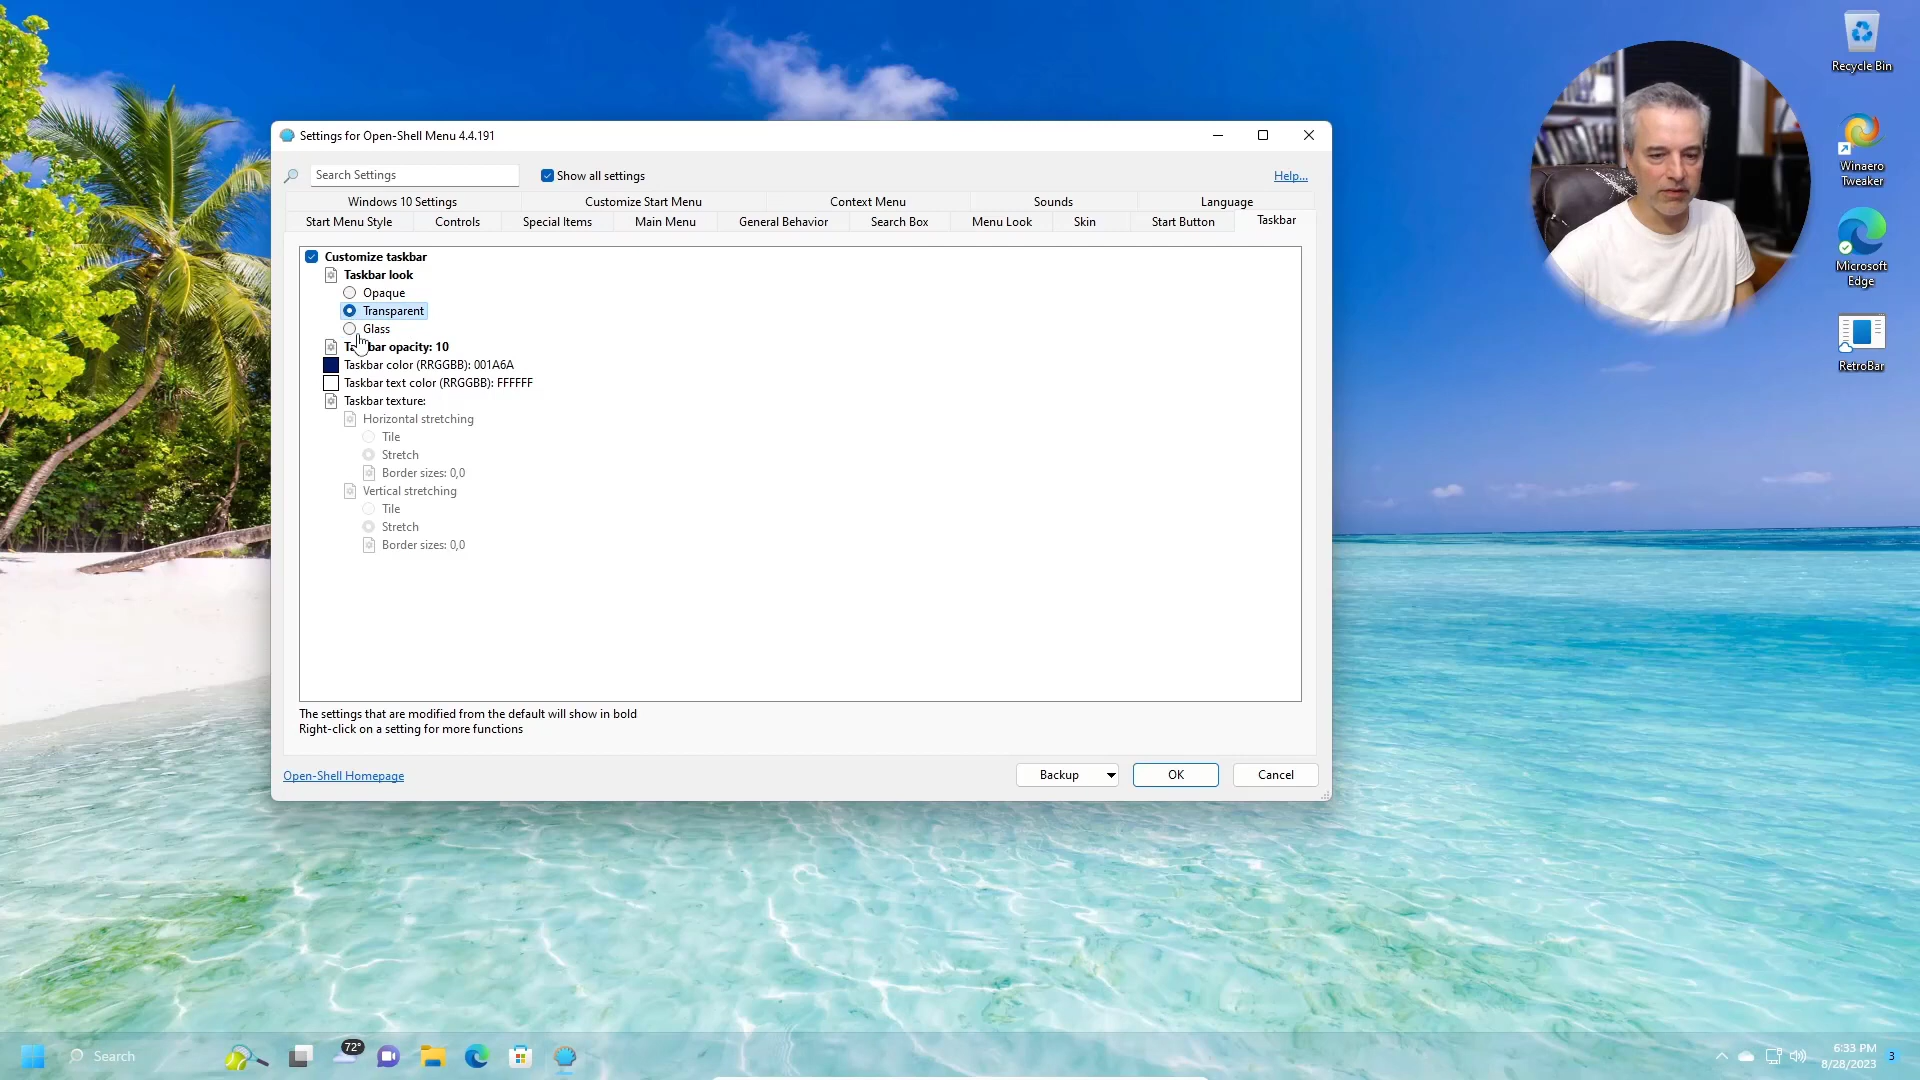 Recycle Bin
Settings for Open-Shell Menu 4.4.191
Search Settings
Show all settings
Help...
Windows 10 Settings
Customize Start Menu
Context Menu
Sounds
Language
Start Menu Style
Controls
Special Items
Main Menu
General Behavior
Search Box
Menu Look
Skin
Start Button
Taskbar
Winaero
Tweaker
Microsoft
Edge
RetroBar
Customize taskbar
Taskbar look
Opaque
Transparent
Glass
Taskbar opacity: 10
Taskbar color (RRGGBB): 001A6A
Taskbar text color (RRGGBB): FFFFFF
Taskbar texture:
Horizontal stretching
Tile
Stretch
Border sizes: 0,0
Vertical stretching
Tile
Stretch
Border sizes: 0,0
The settings that are modified from the default will show in bold
Right-click on a setting for more functions
Open-Shell Homepage
Backup
OK
Cancel
Search
72°
6:33 PM
8/28/2023
3